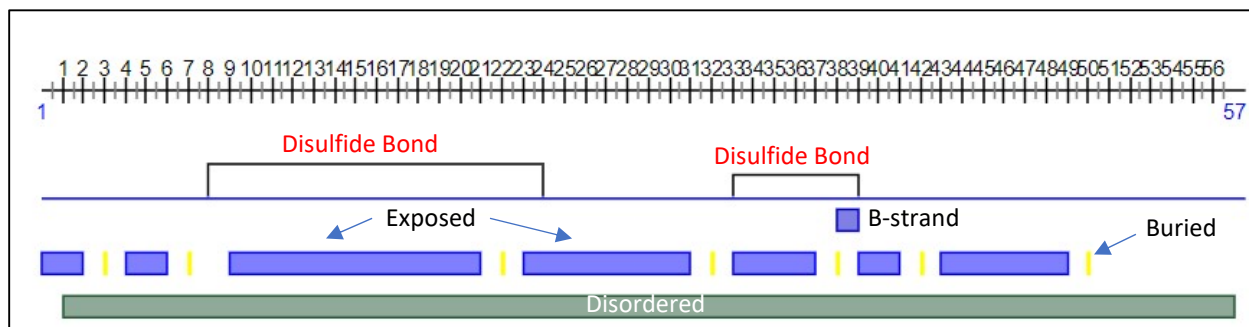 1 2 3 4 5 6 7 8 9 10 11 12 13 14 15 16 17 18 19 20 21 22 23 24 25 26 27 28 29 30 31 32 33 34 35 36 37 38 39 40 41 42 43 44 45 46 47 48 49 50 51 52 53 54 55 56
1 57
Disulfide Bond
Disulfide Bond
Exposed
B-strand
Buried
Disordered